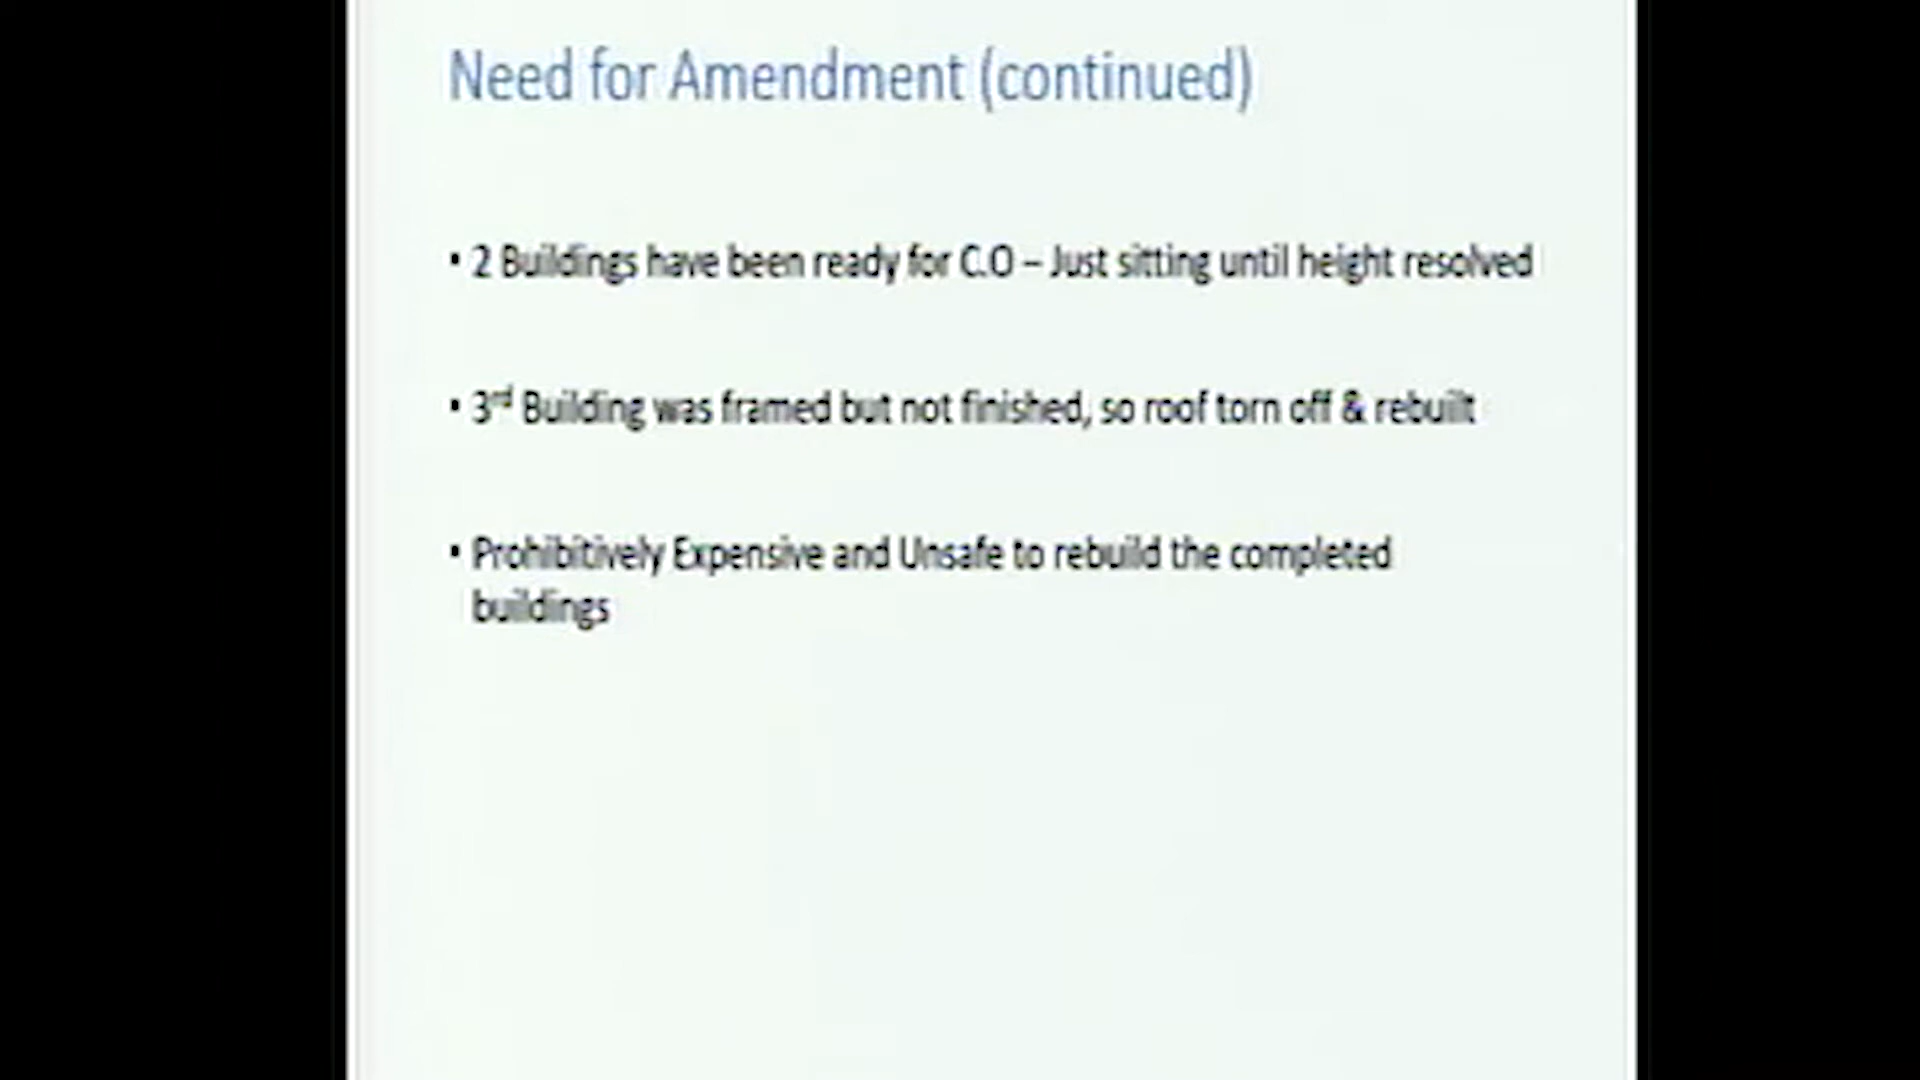 Need for Amendment (continued)
• 2 Buildings have been ready for C.O – Just sitting until height resolved
• 3rd Building was framed but not finished, so roof torn off & rebuilt
• Prohibitively Expensive and Unsafe to rebuild the completed
buildings